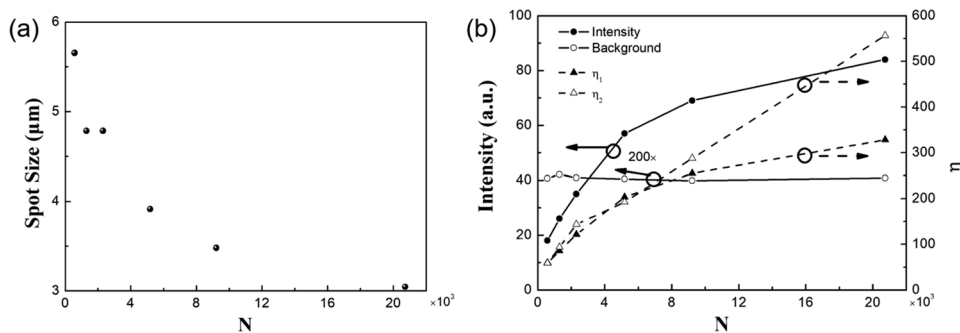 (a)
6
5
4
3
Spot Size (μm)
0 4 8 12 16 20 ×10³
N
(b)
100
80
60
40
20
0
Intensity (a.u.)
Intensity
Background
η₁
η₂
200×
600
500
400
300
200
100
0
η
0 4 8 12 16 20 ×10³
N